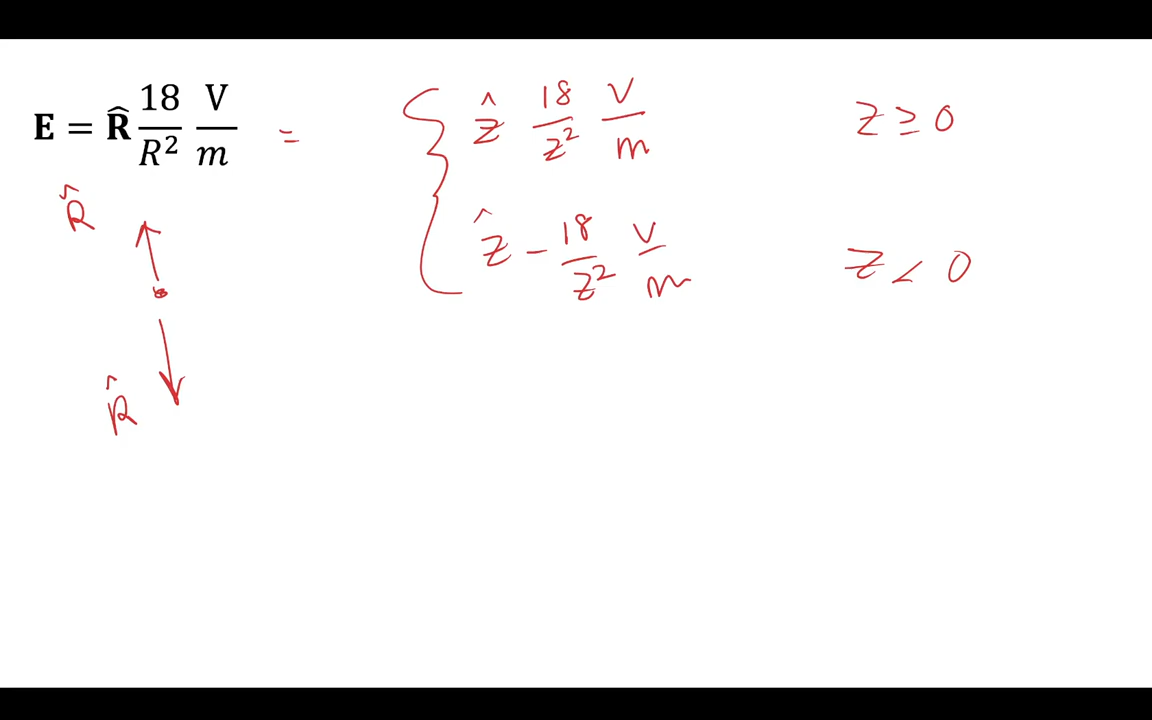 E = R̂ 18/R² V/m = { ẑ 18/z² V/m z ≥ 0
ẑ − 18/z² V/m z < 0
R̂
R̂